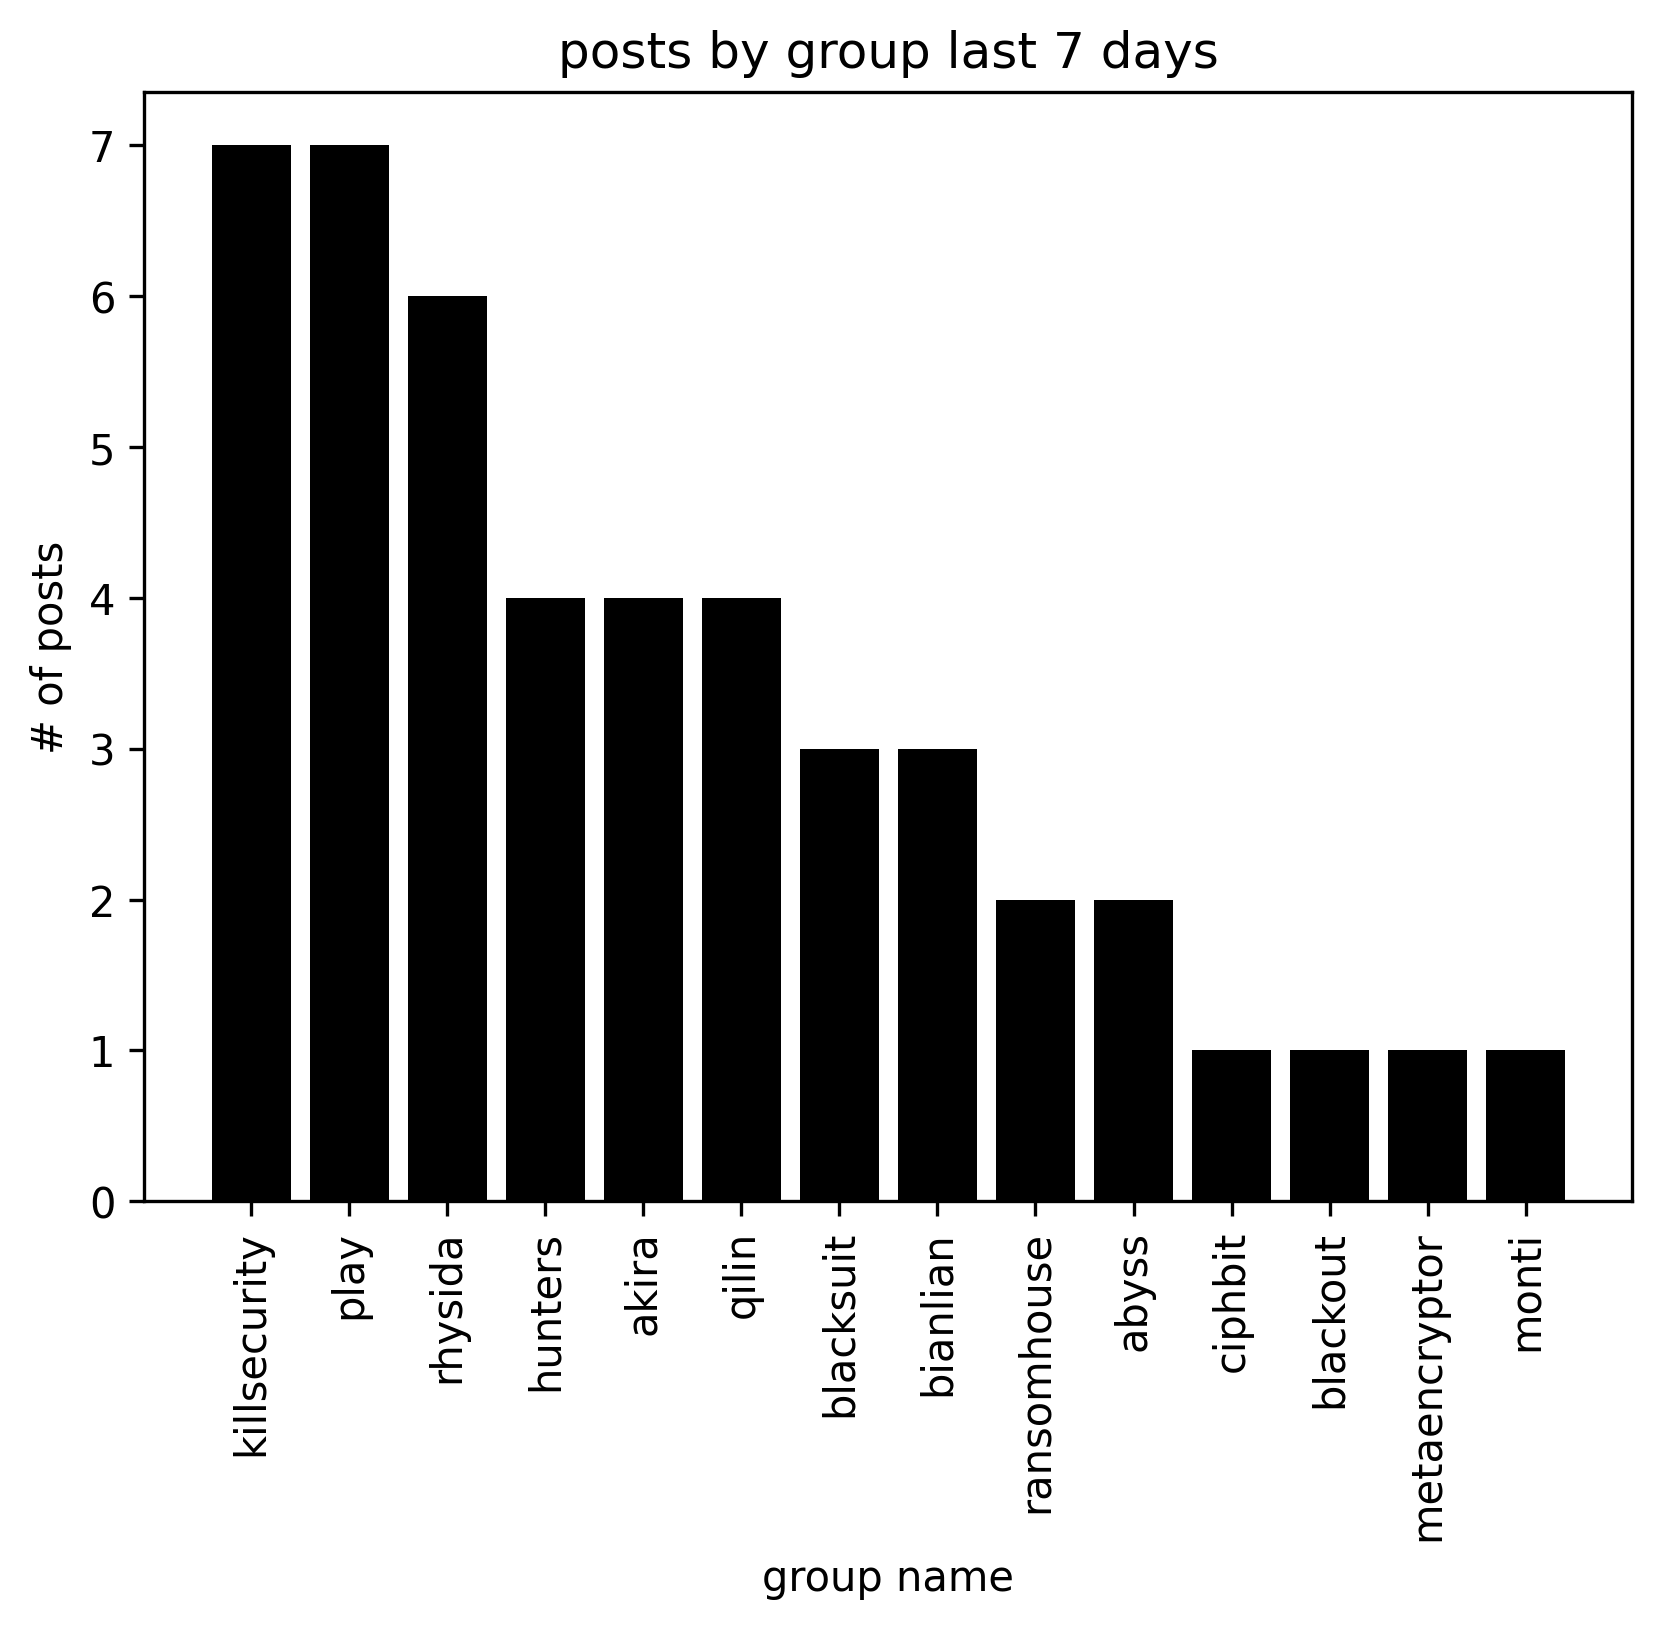 posts by group last 7 days
# of posts
7
6
5
4
3
2
1
0
killsecurity
play
rhysida
hunters
akira
qilin
blacksuit
bianlian
ransomhouse
abyss
ciphbit
blackout
metaencryptor
monti
group name